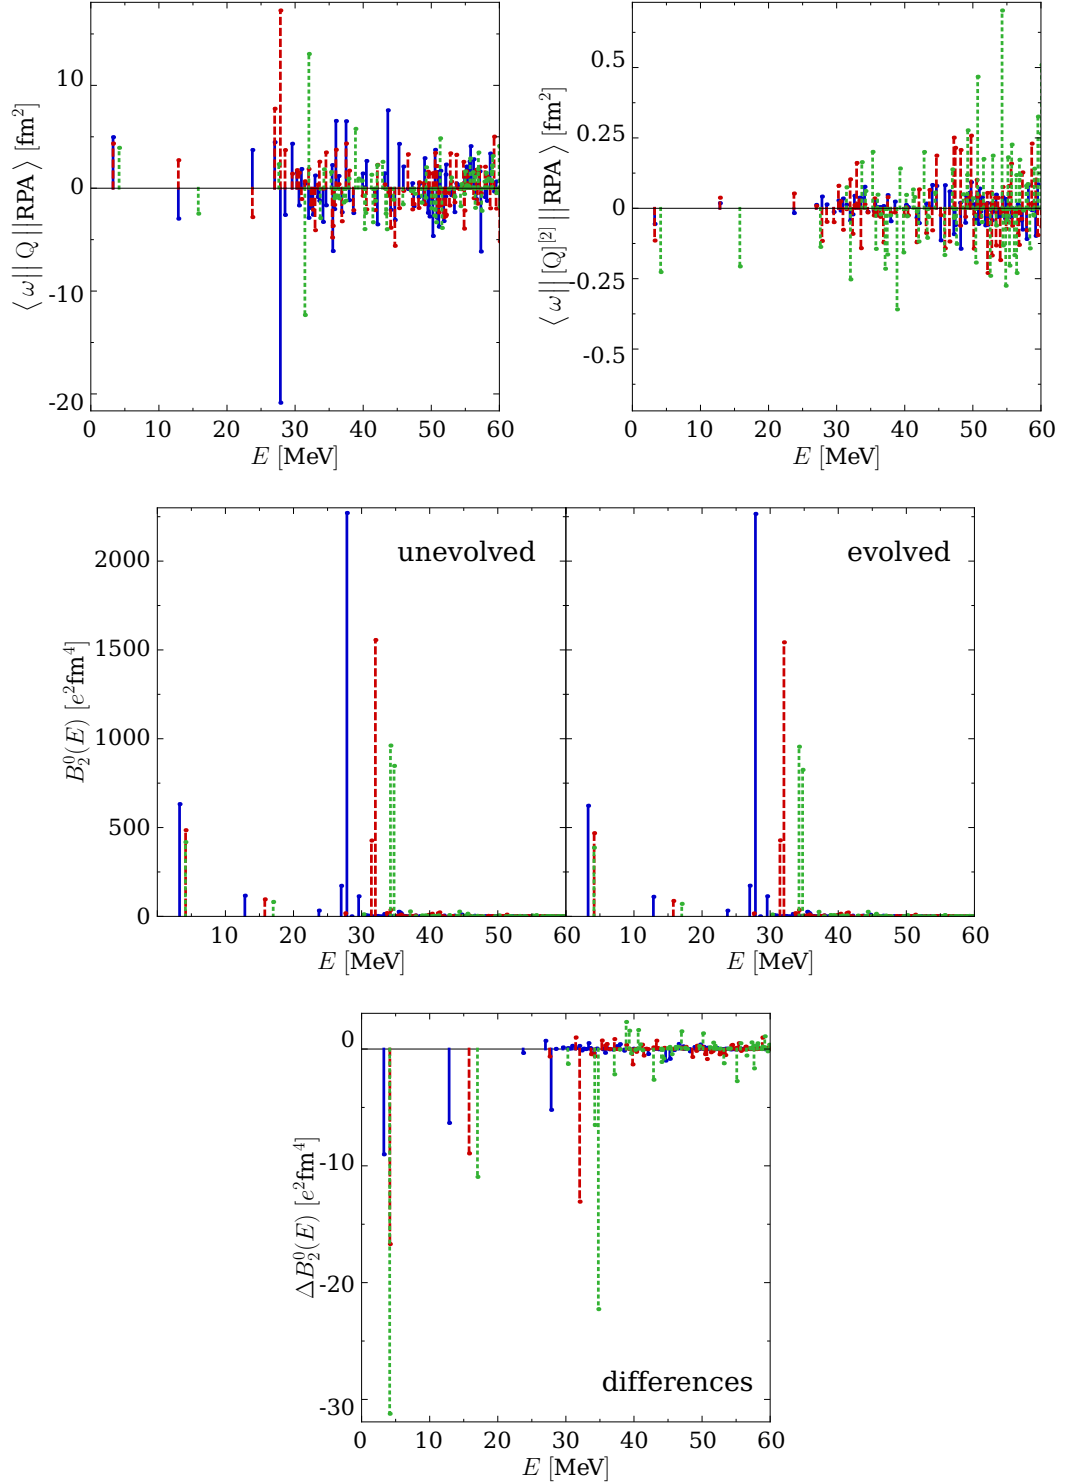 10
0
-10
-20
⟨ ω || Q || RPA ⟩ [fm²]
0 10 20 30 40 50 60
E [MeV]
0.5
0.25
0
-0.25
-0.5
⟨ ω || [Q]^[2] || RPA ⟩ [fm²]
0 10 20 30 40 50 60
E [MeV]
unevolved
evolved
2000
1500
1000
500
0
B₂⁰(E) [e²fm⁴]
10 20 30 40 50 60
10 20 30 40 50 60
E [MeV]
E [MeV]
0
-10
-20
-30
ΔB₂⁰(E) [e²fm⁴]
differences
0 10 20 30 40 50 60
E [MeV]